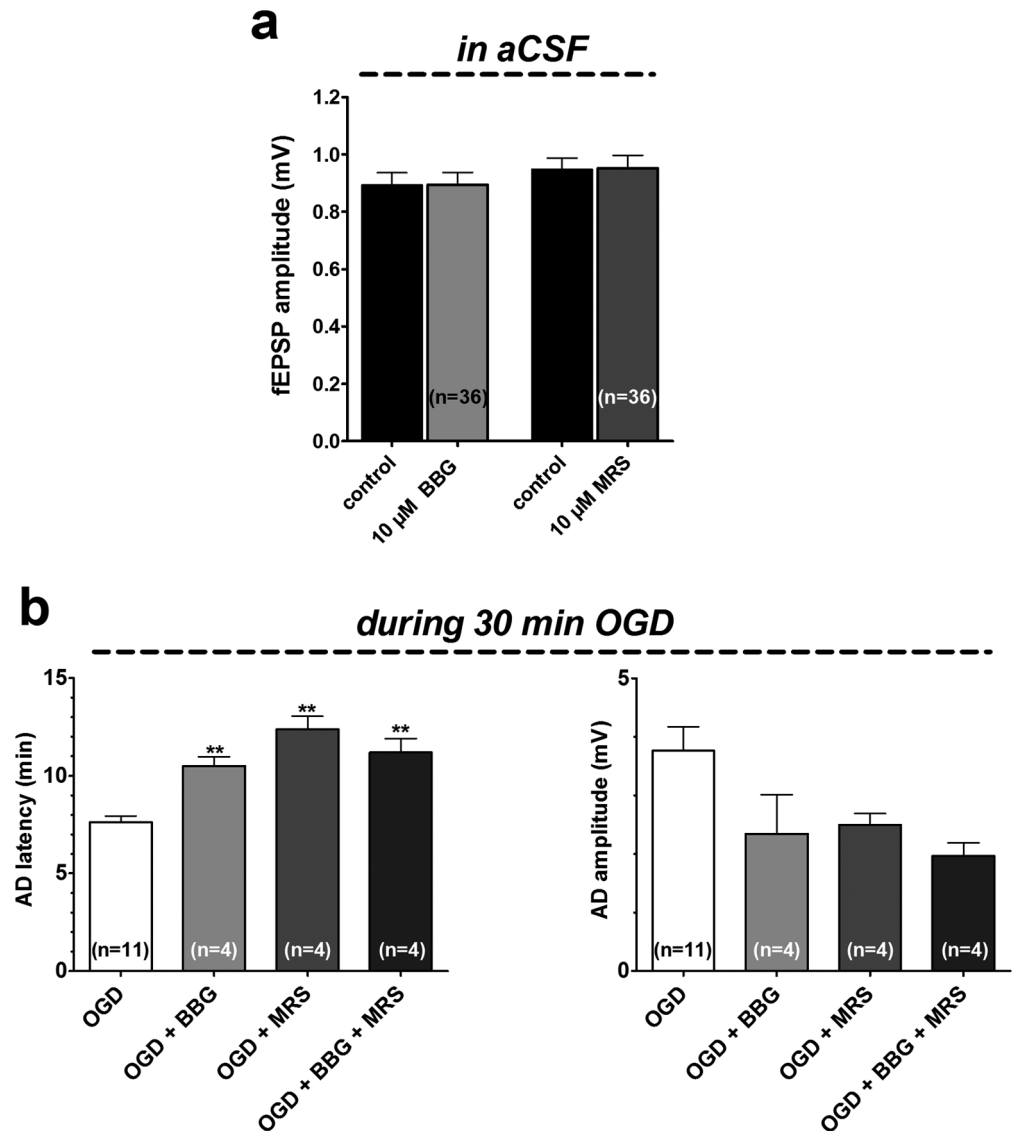 a
in aCSF
fEPSP amplitude (mV)
1.2
1.0
0.8
0.6
0.4
0.2
0.0
(n=36)
(n=36)
control
10 µM BBG
control
10 µM MRS
b
during 30 min OGD
AD latency (min)
15
10
5
0
**
**
**
(n=11)
(n=4)
(n=4)
(n=4)
OGD
OGD + BBG
OGD + MRS
OGD + BBG + MRS
AD amplitude (mV)
5
0
(n=11)
(n=4)
(n=4)
(n=4)
OGD
OGD + BBG
OGD + MRS
OGD + BBG + MRS